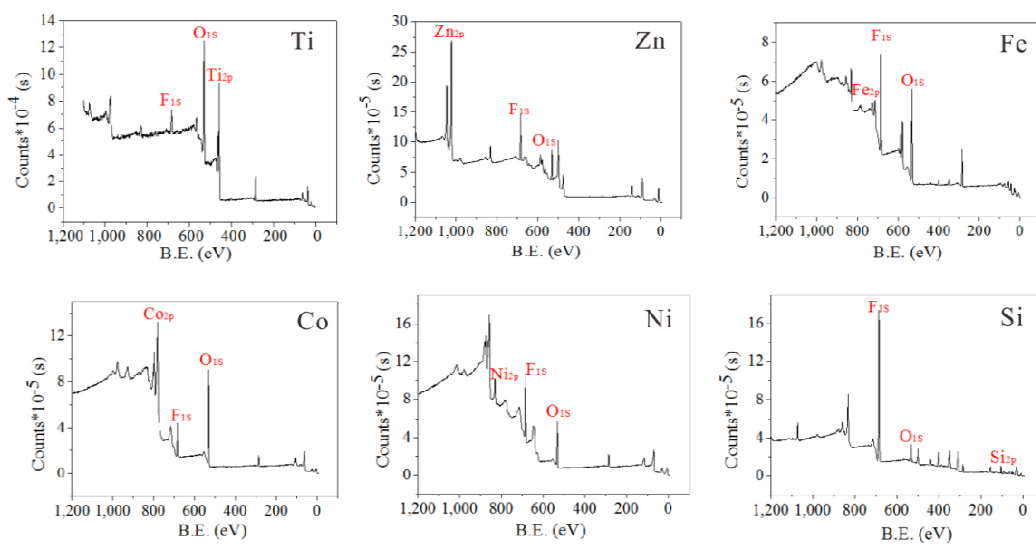 Ti
Counts*10⁻⁴ (s)
14
12
10
8
6
4
2
0
O1S
Ti2p
F1S
1,200 1,000 800 600 400 200 0
B.E. (eV)
Zn
Counts*10⁻⁵ (s)
30
25
20
15
10
5
0
Zn2p
F1S
O1S
1,200 1,000 800 600 400 200 0
B.E. (eV)
Fe
Counts*10⁻⁵ (s)
8
6
4
2
0
F1S
Fe2p
O1S
1,200 1,000 800 600 400 200 0
B.E. (eV)
Co
Counts*10⁻⁵ (s)
12
8
4
0
Co2p
O1S
F1S
1,200 1,000 800 600 400 200 0
B.E. (eV)
Ni
Counts*10⁻⁵ (s)
16
12
8
4
0
Ni2p
F1S
O1S
1,200 1,000 800 600 400 200 0
B.E. (eV)
Si
Counts*10⁻⁵ (s)
16
12
8
4
0
F1S
O1S
Si2p
1,200 1,000 800 600 400 200 0
B.E. (eV)